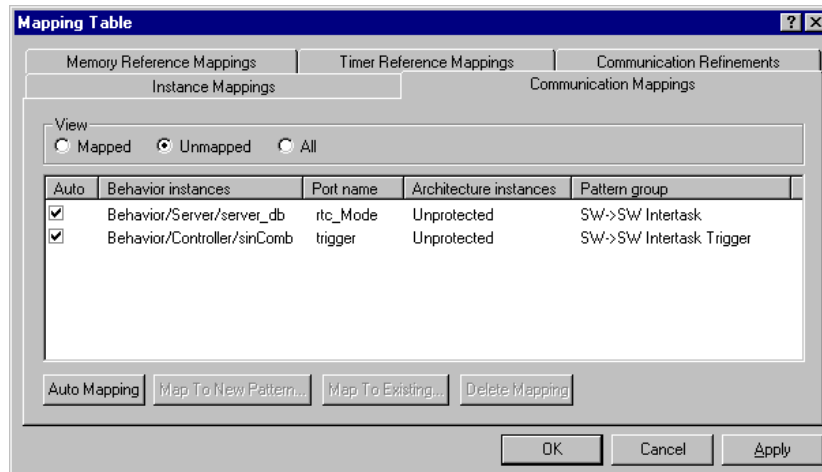 Mapping Table
Memory Reference Mappings Timer Reference Mappings Communication Refinements
Instance Mappings Communication Mappings
View
Mapped Unmapped All
Auto Behavior instances Port name Architecture instances Pattern group
Behavior/Server/server_db rtc_Mode Unprotected SW->SW Intertask
Behavior/Controller/sinComb trigger Unprotected SW->SW Intertask Trigger
Auto Mapping Map To New Pattern... Map To Existing... Delete Mapping
OK Cancel Apply